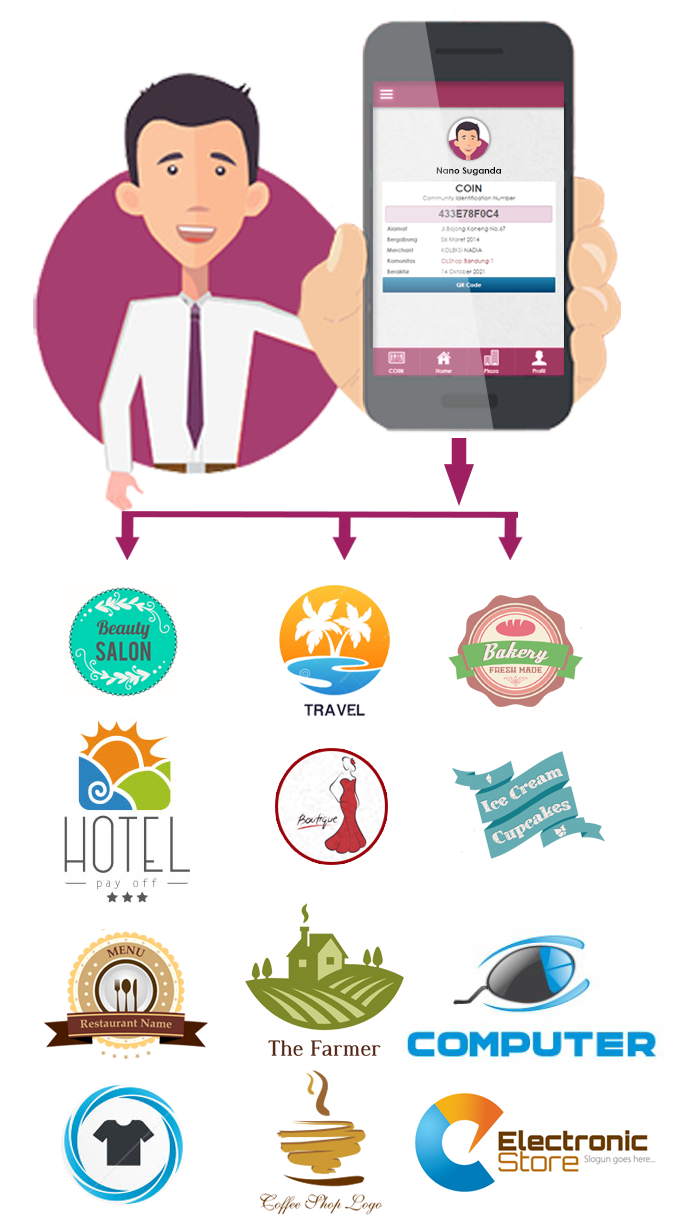 Nano Suganda
COIN
Community Identification Number
433E78F0C4
Alamat Jl.Bojong Koneng No.67
Bergabung 06 Maret 2014
Merchant KOLEKSI NADIA
Komunitas OLShop Bandung 1
Berakhir 14 Oktober 2021
QR Code
COIN Home Plaza Profil
Beauty
SALON
TRAVEL
Bakery
FRESH MADE
HOTEL
pay off
Boutique
Ice Cream
Cupcakes
MENU
Restaurant Name
The Farmer
COMPUTER
Coffee Shop Logo
Electronic
Store Slogun goes here...